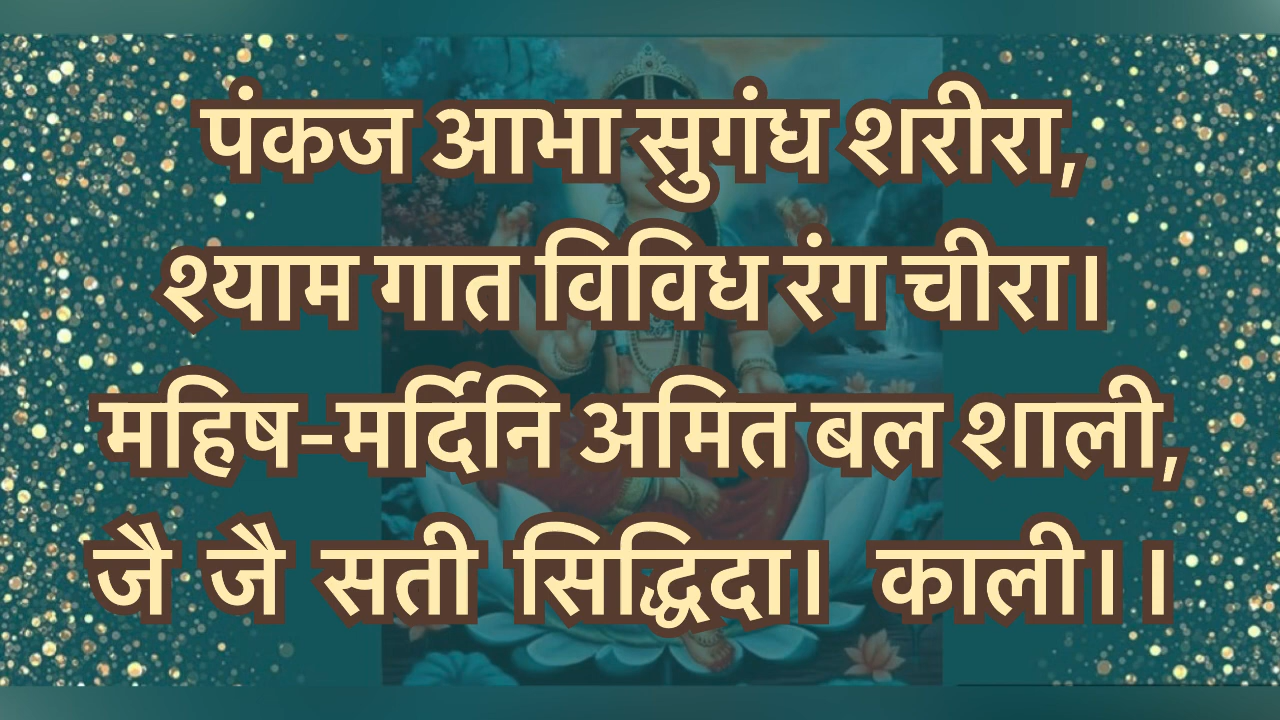 पंकज आभा सुगंध शरीरा,
श्याम गात विविध रंग चीरा।
महिष-मर्दिनि अमित बल शाली,
जै जै सती सिद्धिदा। काली।।